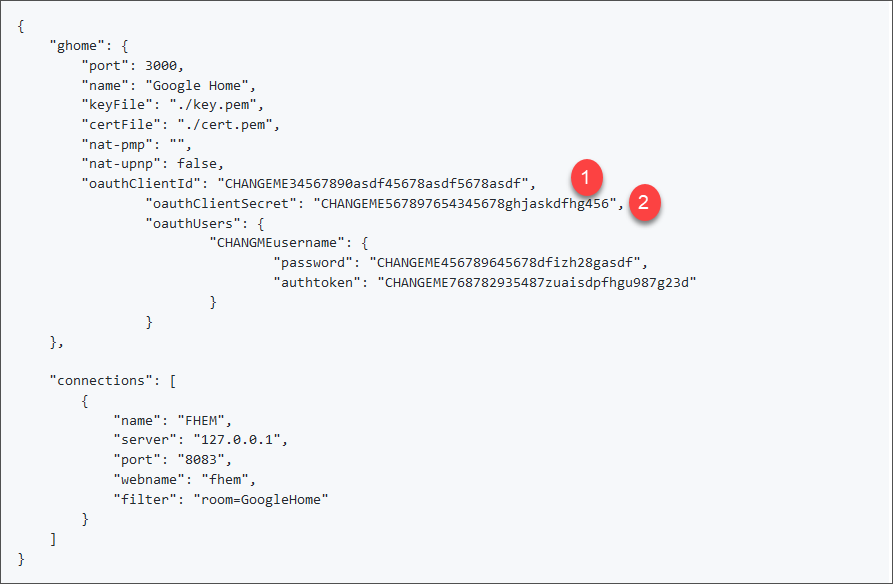 {
"ghome": {
"port": 3000,
"name": "Google Home",
"keyFile": "./key.pem",
"certFile": "./cert.pem",
"nat-pmp": "",
"nat-upnp": false,
"oauthClientId": "CHANGEME34567890asdf45678asdf5678asdf", 1
"oauthClientSecret": "CHANGEME567897654345678ghjaskdfhg456", 2
"oauthUsers": {
"CHANGMEusername": {
"password": "CHANGEME456789645678dfizh28gasdf",
"authtoken": "CHANGEME768782935487zuaisdpfhgu987g23d"
}
}
},
"connections": [
{
"name": "FHEM",
"server": "127.0.0.1",
"port": "8083",
"webname": "fhem",
"filter": "room=GoogleHome"
}
]
}